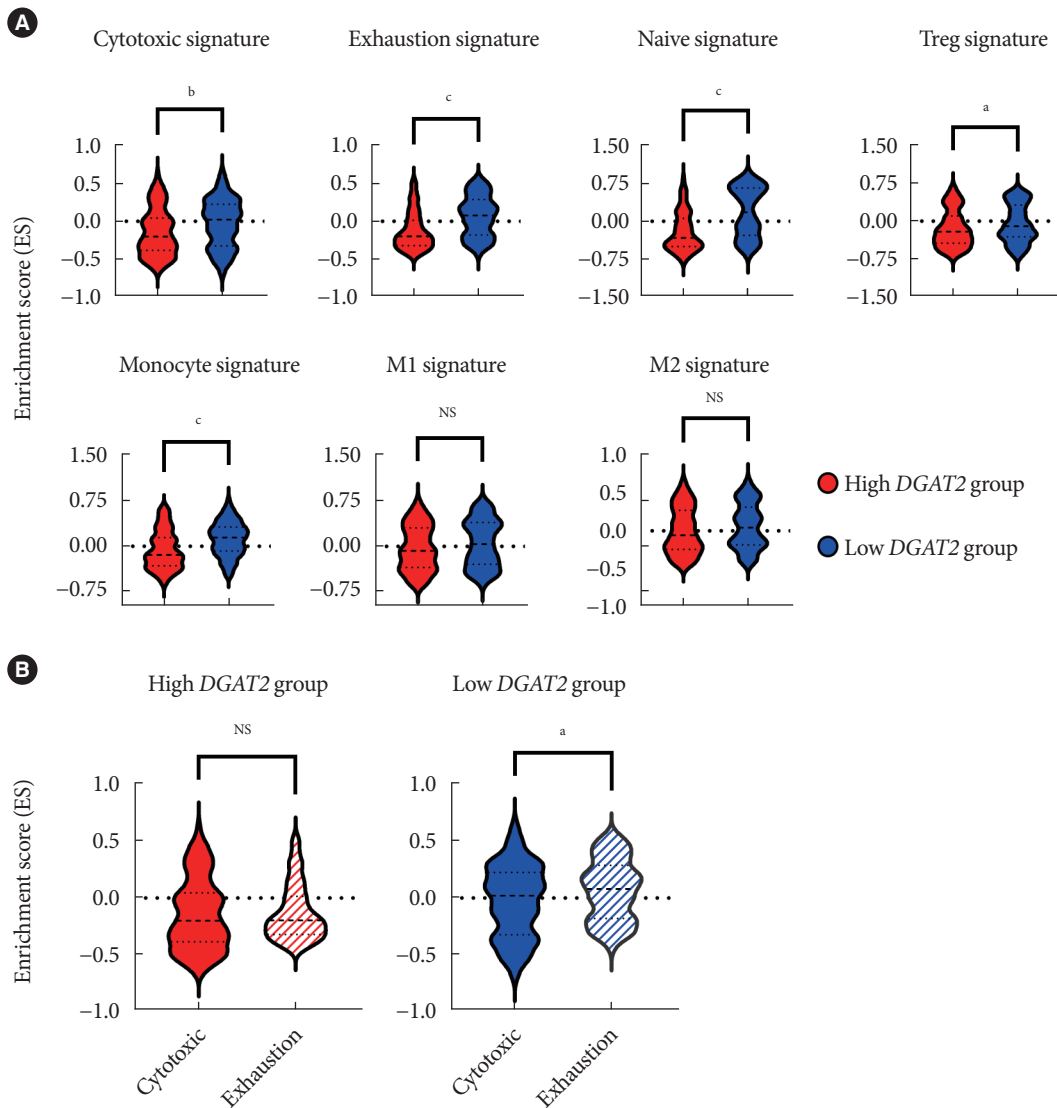 A
Cytotoxic signature
Exhaustion signature
Naive signature
Treg signature
b
c
c
a
1.0
0.5
0.0
−0.5
−1.0
1.0
0.5
0.0
−0.5
−1.0
1.50
0.75
0.00
−0.75
−1.50
1.50
0.75
0.00
−0.75
−1.50
Enrichment score (ES)
Monocyte signature
M1 signature
M2 signature
c
NS
NS
1.50
0.75
0.00
−0.75
1.50
0.75
0.00
−0.75
1.0
0.5
0.0
−0.5
−1.0
High DGAT2 group
Low DGAT2 group
B
High DGAT2 group
Low DGAT2 group
NS
a
Enrichment score (ES)
1.0
0.5
0.0
−0.5
−1.0
1.0
0.5
0.0
−0.5
−1.0
Cytotoxic
Exhaustion
Cytotoxic
Exhaustion